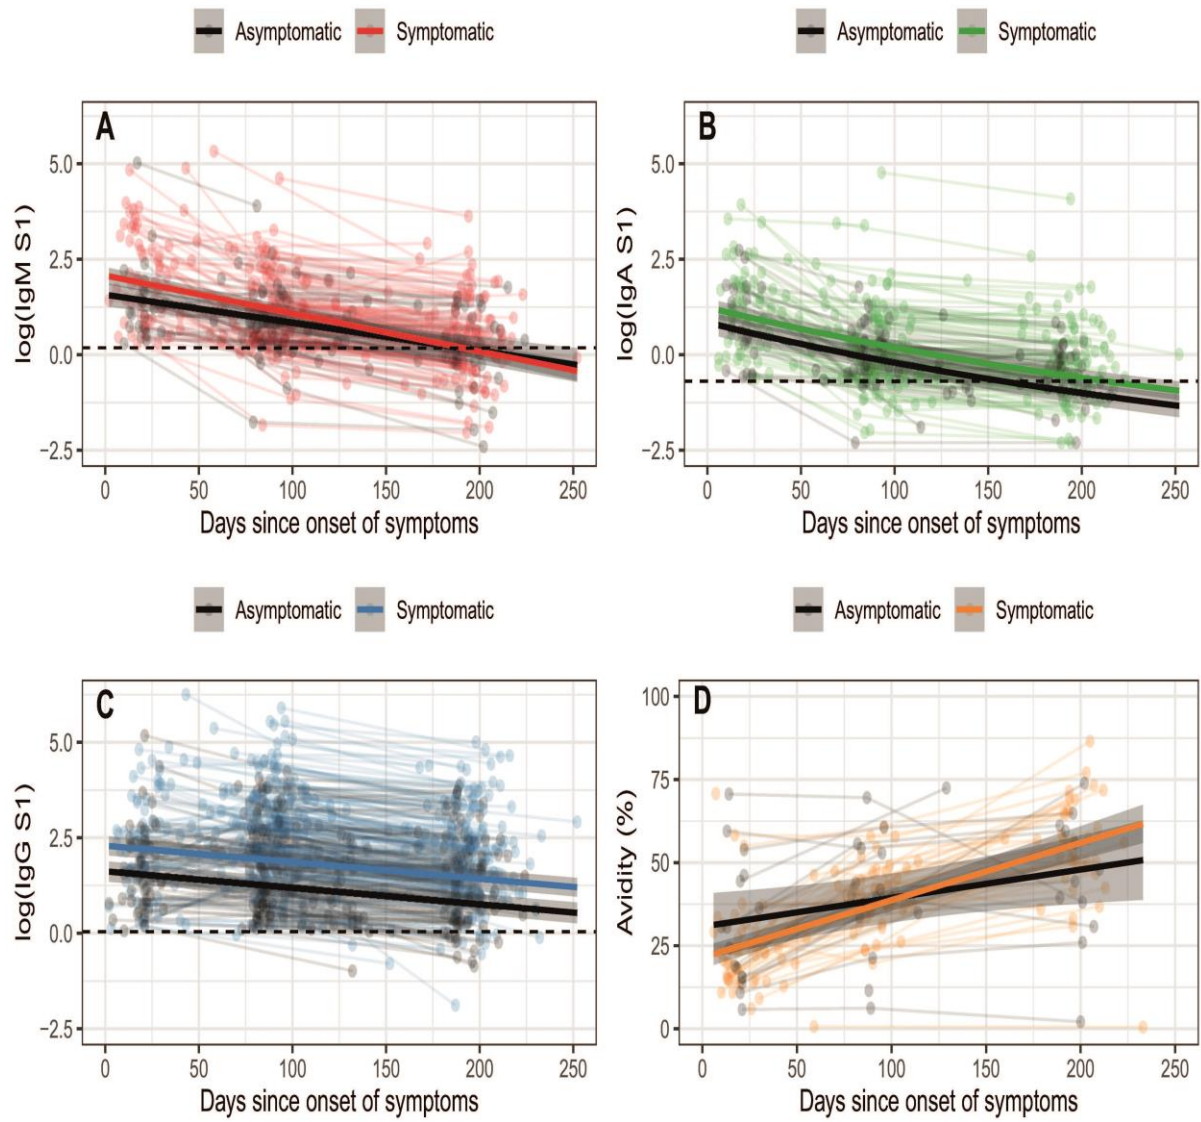 Asymptomatic Symptomatic
Asymptomatic Symptomatic
A
log(IgM S1)
5.0
2.5
0.0
−2.5
0 50 100 150 200 250
Days since onset of symptoms
B
log(IgA S1)
5.0
2.5
0.0
−2.5
0 50 100 150 200 250
Days since onset of symptoms
Asymptomatic Symptomatic
Asymptomatic Symptomatic
C
log(IgG S1)
5.0
2.5
0.0
−2.5
0 50 100 150 200 250
Days since onset of symptoms
D
Avidity (%)
100
75
50
25
0
0 50 100 150 200 250
Days since onset of symptoms